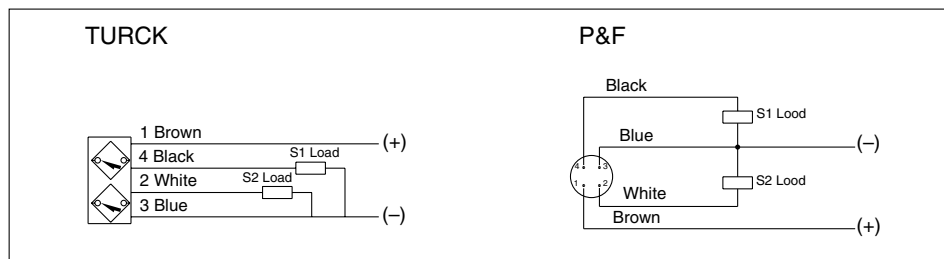 TURCK
1 Brown
(+)
4 Black
S1 Load
2 White
S2 Load
3 Blue
(–)
P&F
Black
S1 Lood
Blue
(–)
4 3
1 2
S2 Lood
White
Brown
(+)